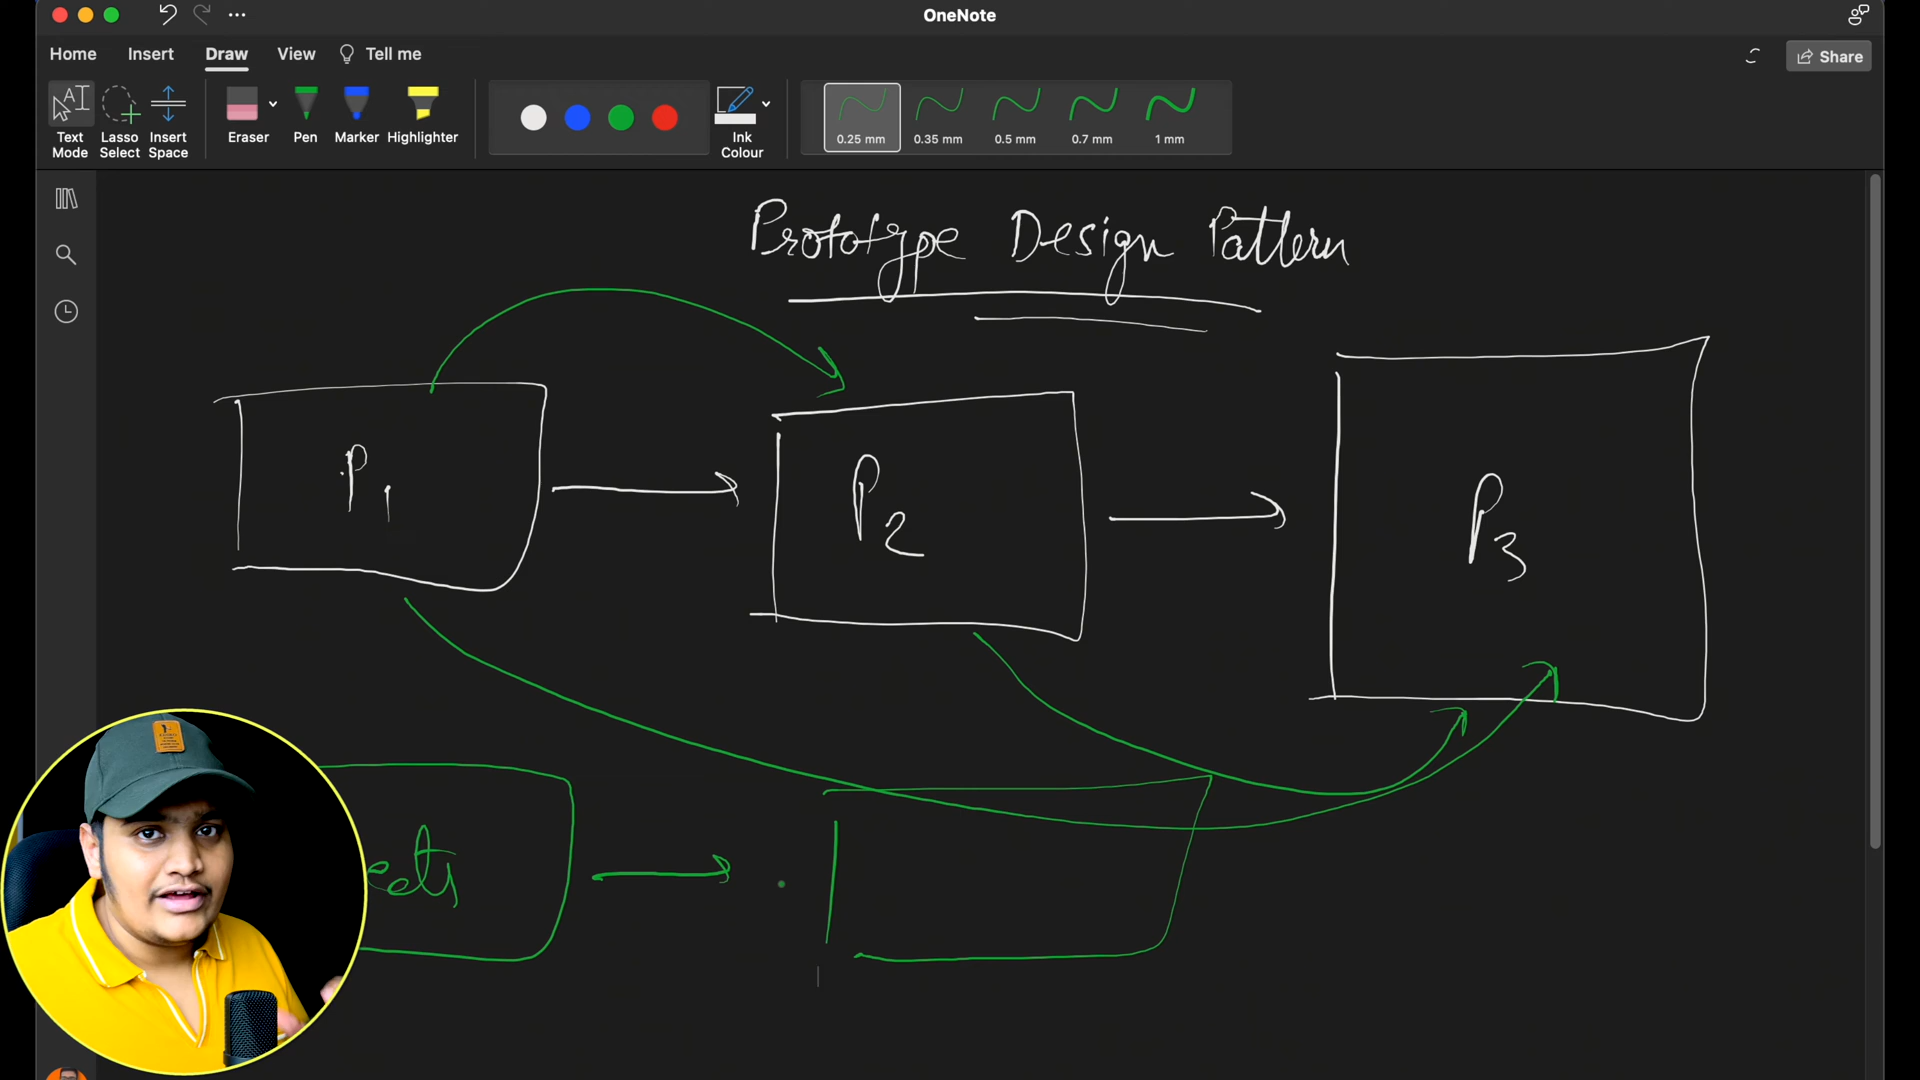 OneNote
Home Insert Draw View Tell me
Share
Text Mode
Lasso Select
Insert Space
Eraser
Pen
Marker
Highlighter
Ink Colour
0.25 mm
0.35 mm
0.5 mm
0.7 mm
1 mm
Prototype Design Pattern
P1
P2
P3